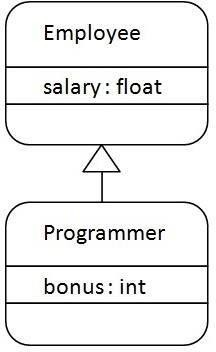 Employee
salary : float
Programmer
bonus : int